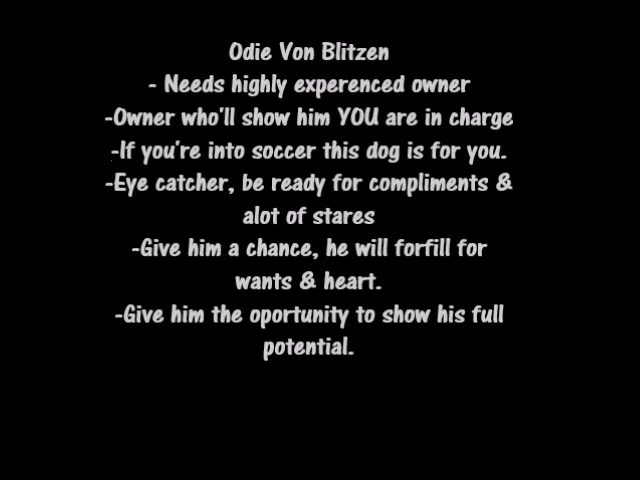 Odie Von Blitzen
- Needs highly experenced owner
-Owner who'll show him YOU are in charge
-If you're into soccer this dog is for you.
-Eye catcher, be ready for compliments &
alot of stares
-Give him a chance, he will forfill for
wants & heart.
-Give him the oportunity to show his full
potential.